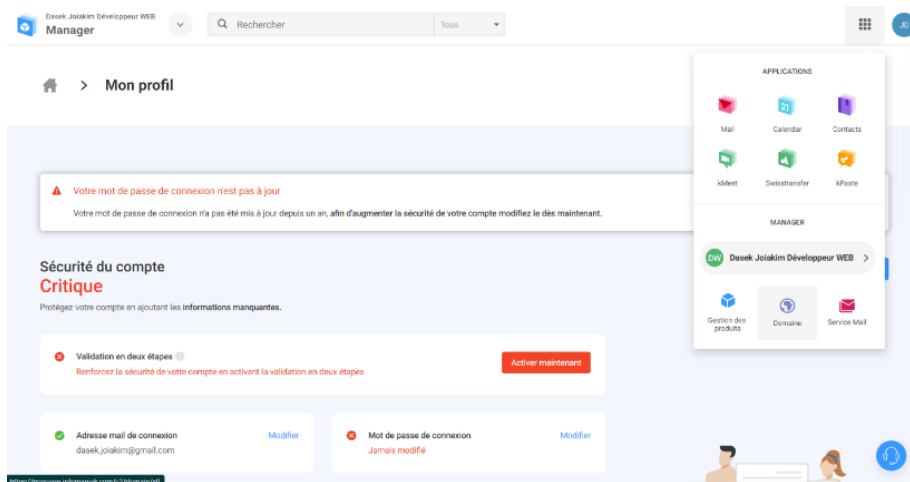 Dasek Joiakim Développeur WEB
Manager
Rechercher
Tous
JD
Mon profil
APPLICATIONS
21
Mail
Calendar
Contacts
kMeet
Swisstransfer
kPaste
MANAGER
DW
Dasek Joiakim Développeur WEB
Gestion des
produits
Domaine
Service Mail
Votre mot de passe de connexion n'est pas à jour
Votre mot de passe de connexion n'a pas été mis à jour depuis un an, afin d'augmenter la sécurité de votre compte modifiez le dès maintenant.
Sécurité du compte
Critique
Protégez votre compte en ajoutant les informations manquantes.
Validation en deux étapes
Renforcez la sécurité de votre compte en activant la validation en deux étapes
Activer maintenant
Adresse mail de connexion
Modifier
dasek.joiakim@gmail.com
Mot de passe de connexion
Modifier
Jamais modifié